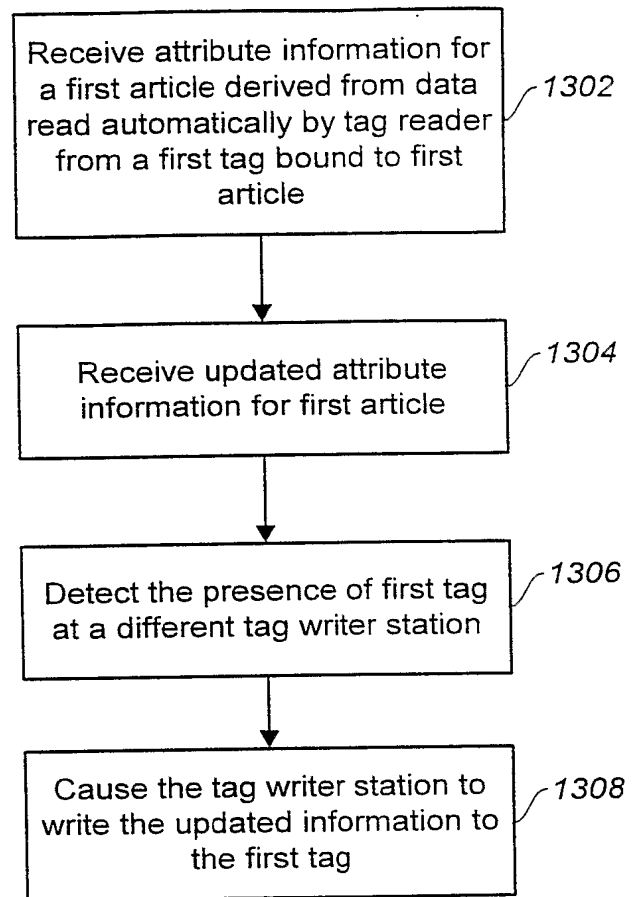 Receive attribute information for
a first article derived from data
read automatically by tag reader
from a first tag bound to first
article
1302
Receive updated attribute
information for first article
1304
Detect the presence of first tag
at a different tag writer station
1306
Cause the tag writer station to
write the updated information to
the first tag
1308